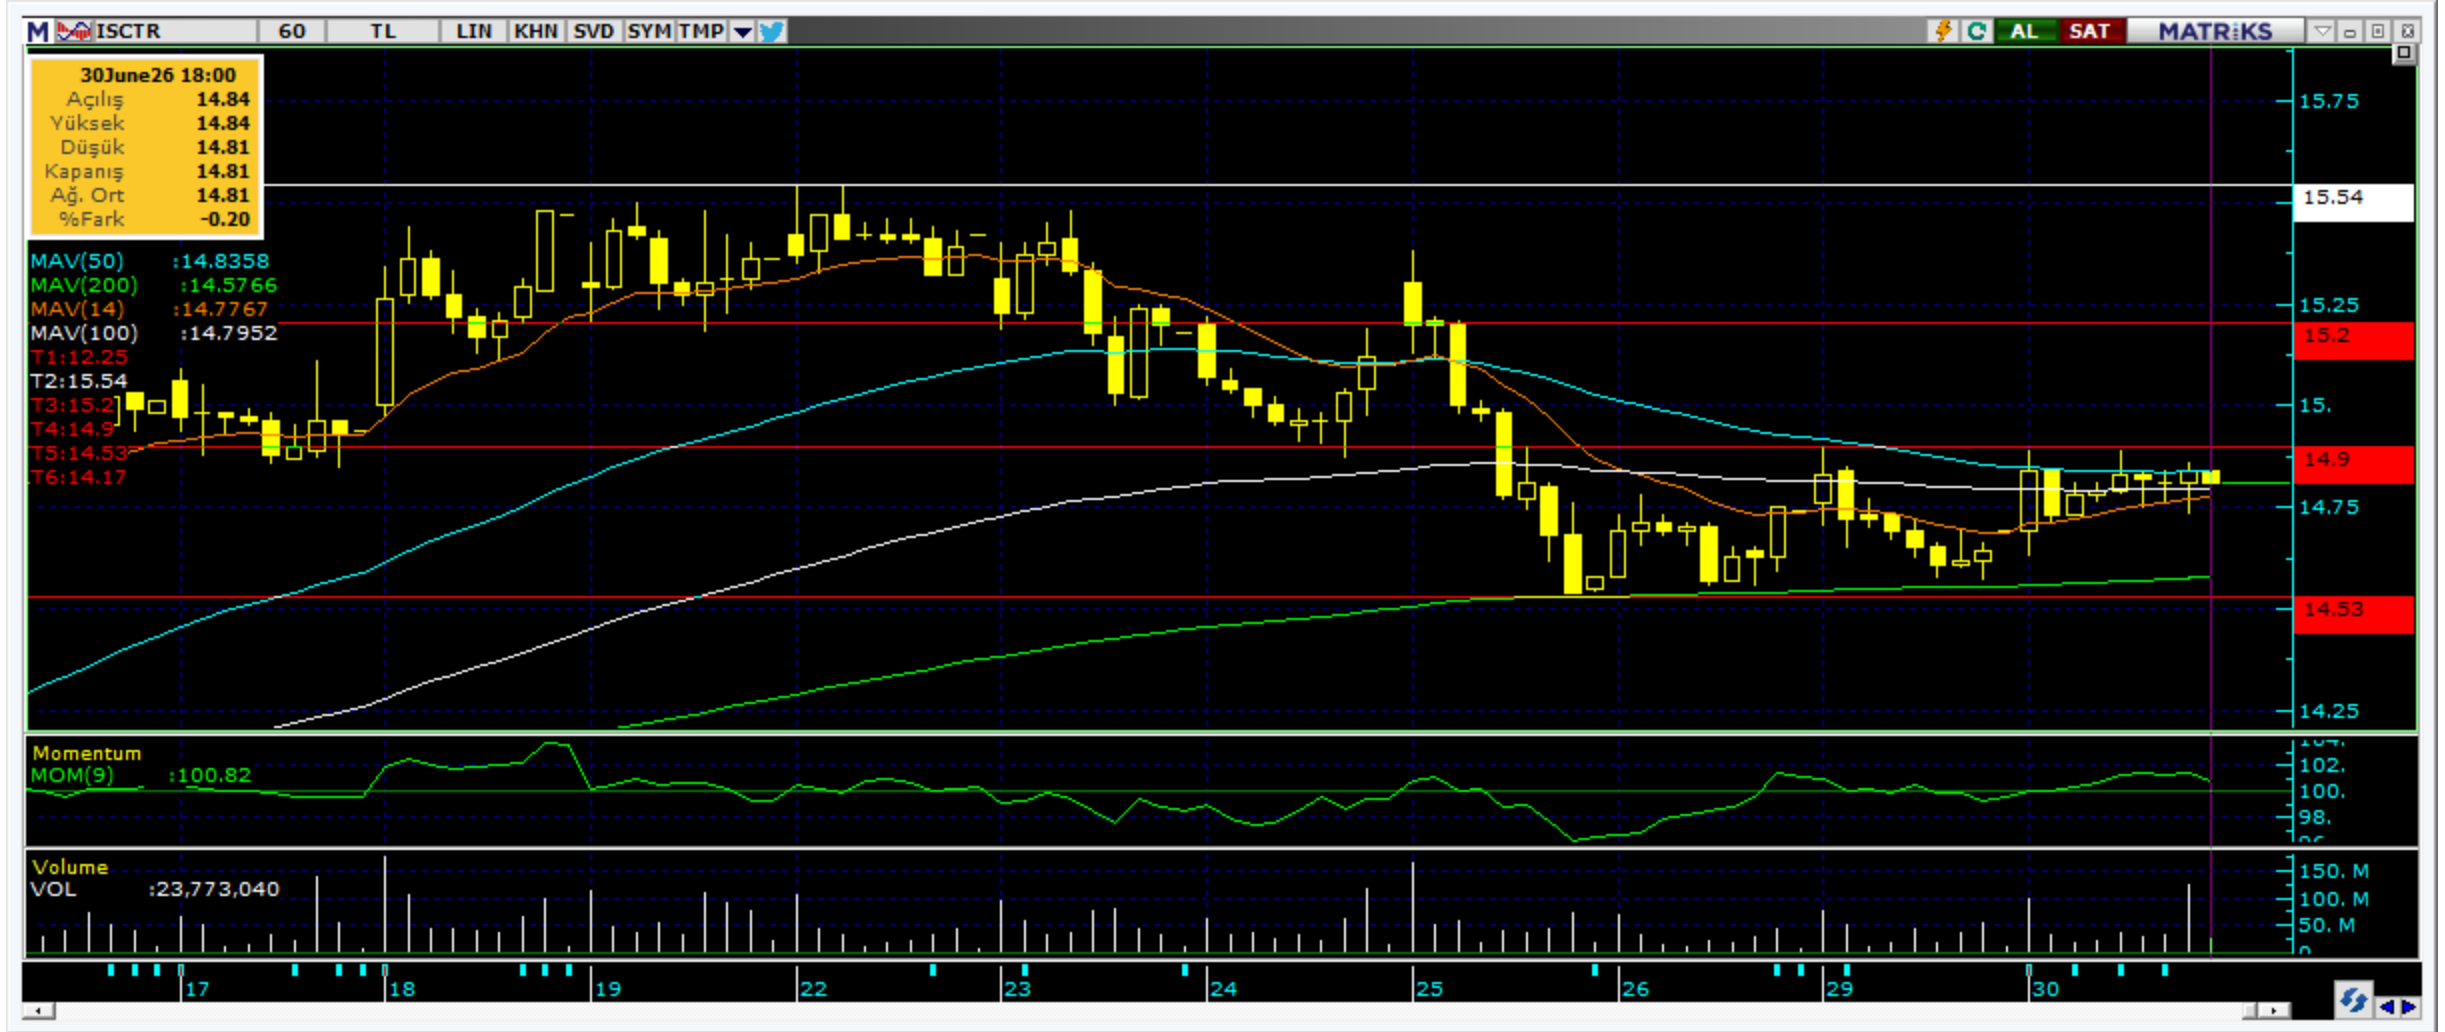 M ISCTR 60 TL LIN KHN SVD SYM TMP AL SAT MATRiKS
30June26 18:00
Açılış 14.84
Yüksek 14.84
Düşük 14.81
Kapanış 14.81
Ağ. Ort 14.81
%Fark -0.20
MAV(50) :14.8358
MAV(200) :14.5766
MAV(14) :14.7767
MAV(100) :14.7952
T1:12.25
T2:15.54
T3:15.2
T4:14.9
T5:14.53
T6:14.17
15.75
15.54
15.25
15.2
15.
14.9
14.75
14.53
14.25
Momentum
MOM(9) :100.82
104.
102.
100.
98.
Volume
VOL :23,773,040
150. M
100. M
50. M
0
17 18 19 22 23 24 25 26 29 30